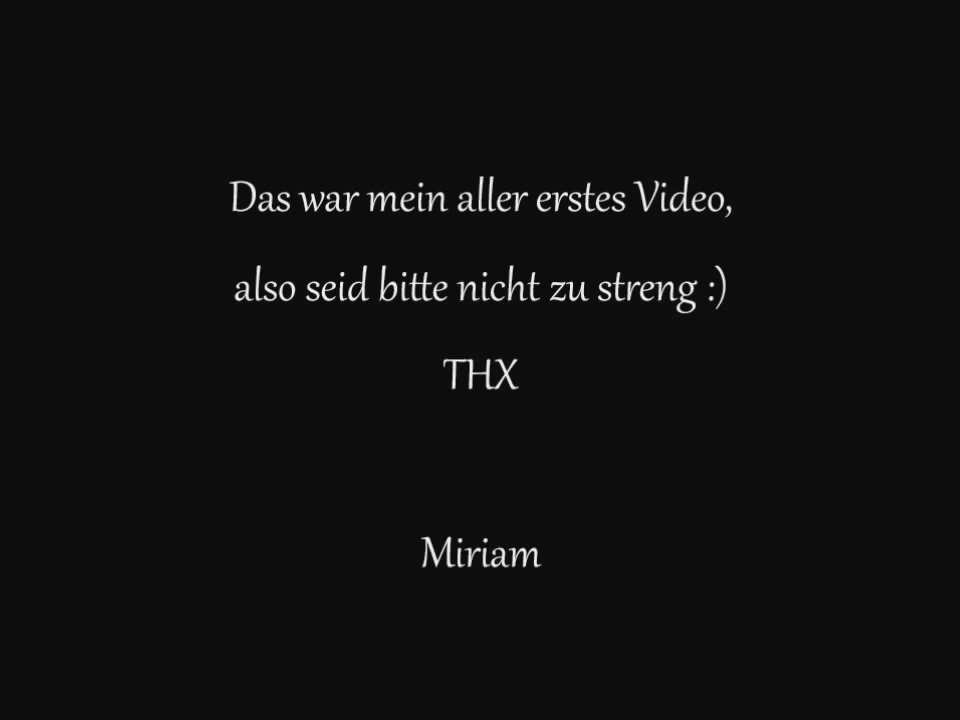 Das war mein aller erstes Video,
also seid bitte nicht zu streng :)
THX
Miriam